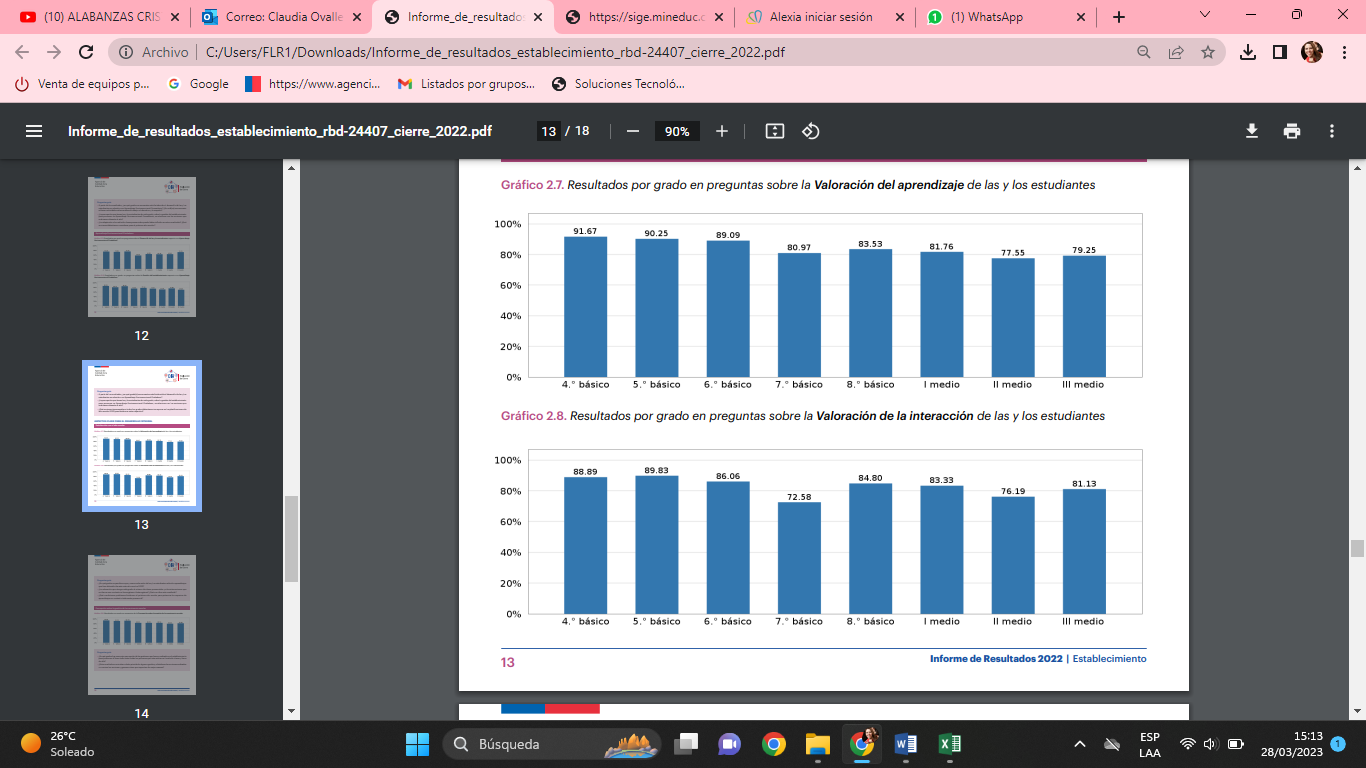 (10) ALABANZAS CRIS
Correo: Claudia Ovalle
Informe_de_resultados
https://sige.mineduc.c
Alexia iniciar sesión
(1) WhatsApp
Archivo | C:/Users/FLR1/Downloads/Informe_de_resultados_establecimiento_rbd-24407_cierre_2022.pdf
Venta de equipos p...
Google
https://www.agenci...
Listados por grupos...
Soluciones Tecnoló...
Informe_de_resultados_establecimiento_rbd-24407_cierre_2022.pdf
13 / 18
90%
12
13
14
Gráfico 2.7. Resultados por grado en preguntas sobre la Valoración del aprendizaje de las y los estudiantes
100%
80%
60%
40%
20%
0%
91.67 90.25 89.09 80.97 83.53 81.76 77.55 79.25
4.° básico 5.° básico 6.° básico 7.° básico 8.° básico I medio II medio III medio
Gráfico 2.8. Resultados por grado en preguntas sobre la Valoración de la interacción de las y los estudiantes
100%
80%
60%
40%
20%
0%
88.89 89.83 86.06 72.58 84.80 83.33 76.19 81.13
4.° básico 5.° básico 6.° básico 7.° básico 8.° básico I medio II medio III medio
13
Informe de Resultados 2022 | Establecimiento
26°C
Soleado
Búsqueda
ESP
LAA
15:13
28/03/2023
1